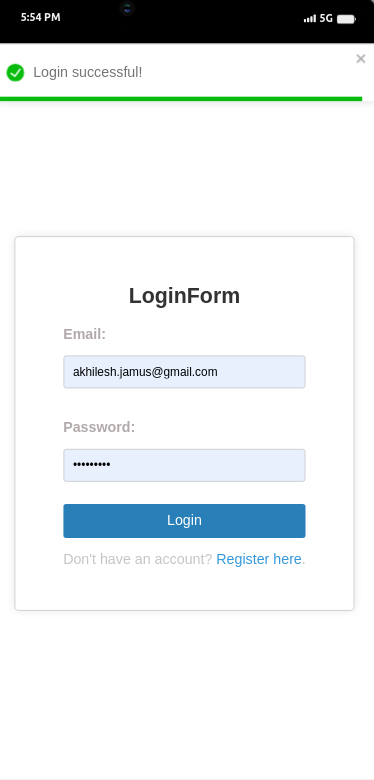 5:54 PM 5G
Login successful! ×
LoginForm
Email:
akhilesh.jamus@gmail.com
Password:
•••••••••
Login
Don't have an account? Register here.